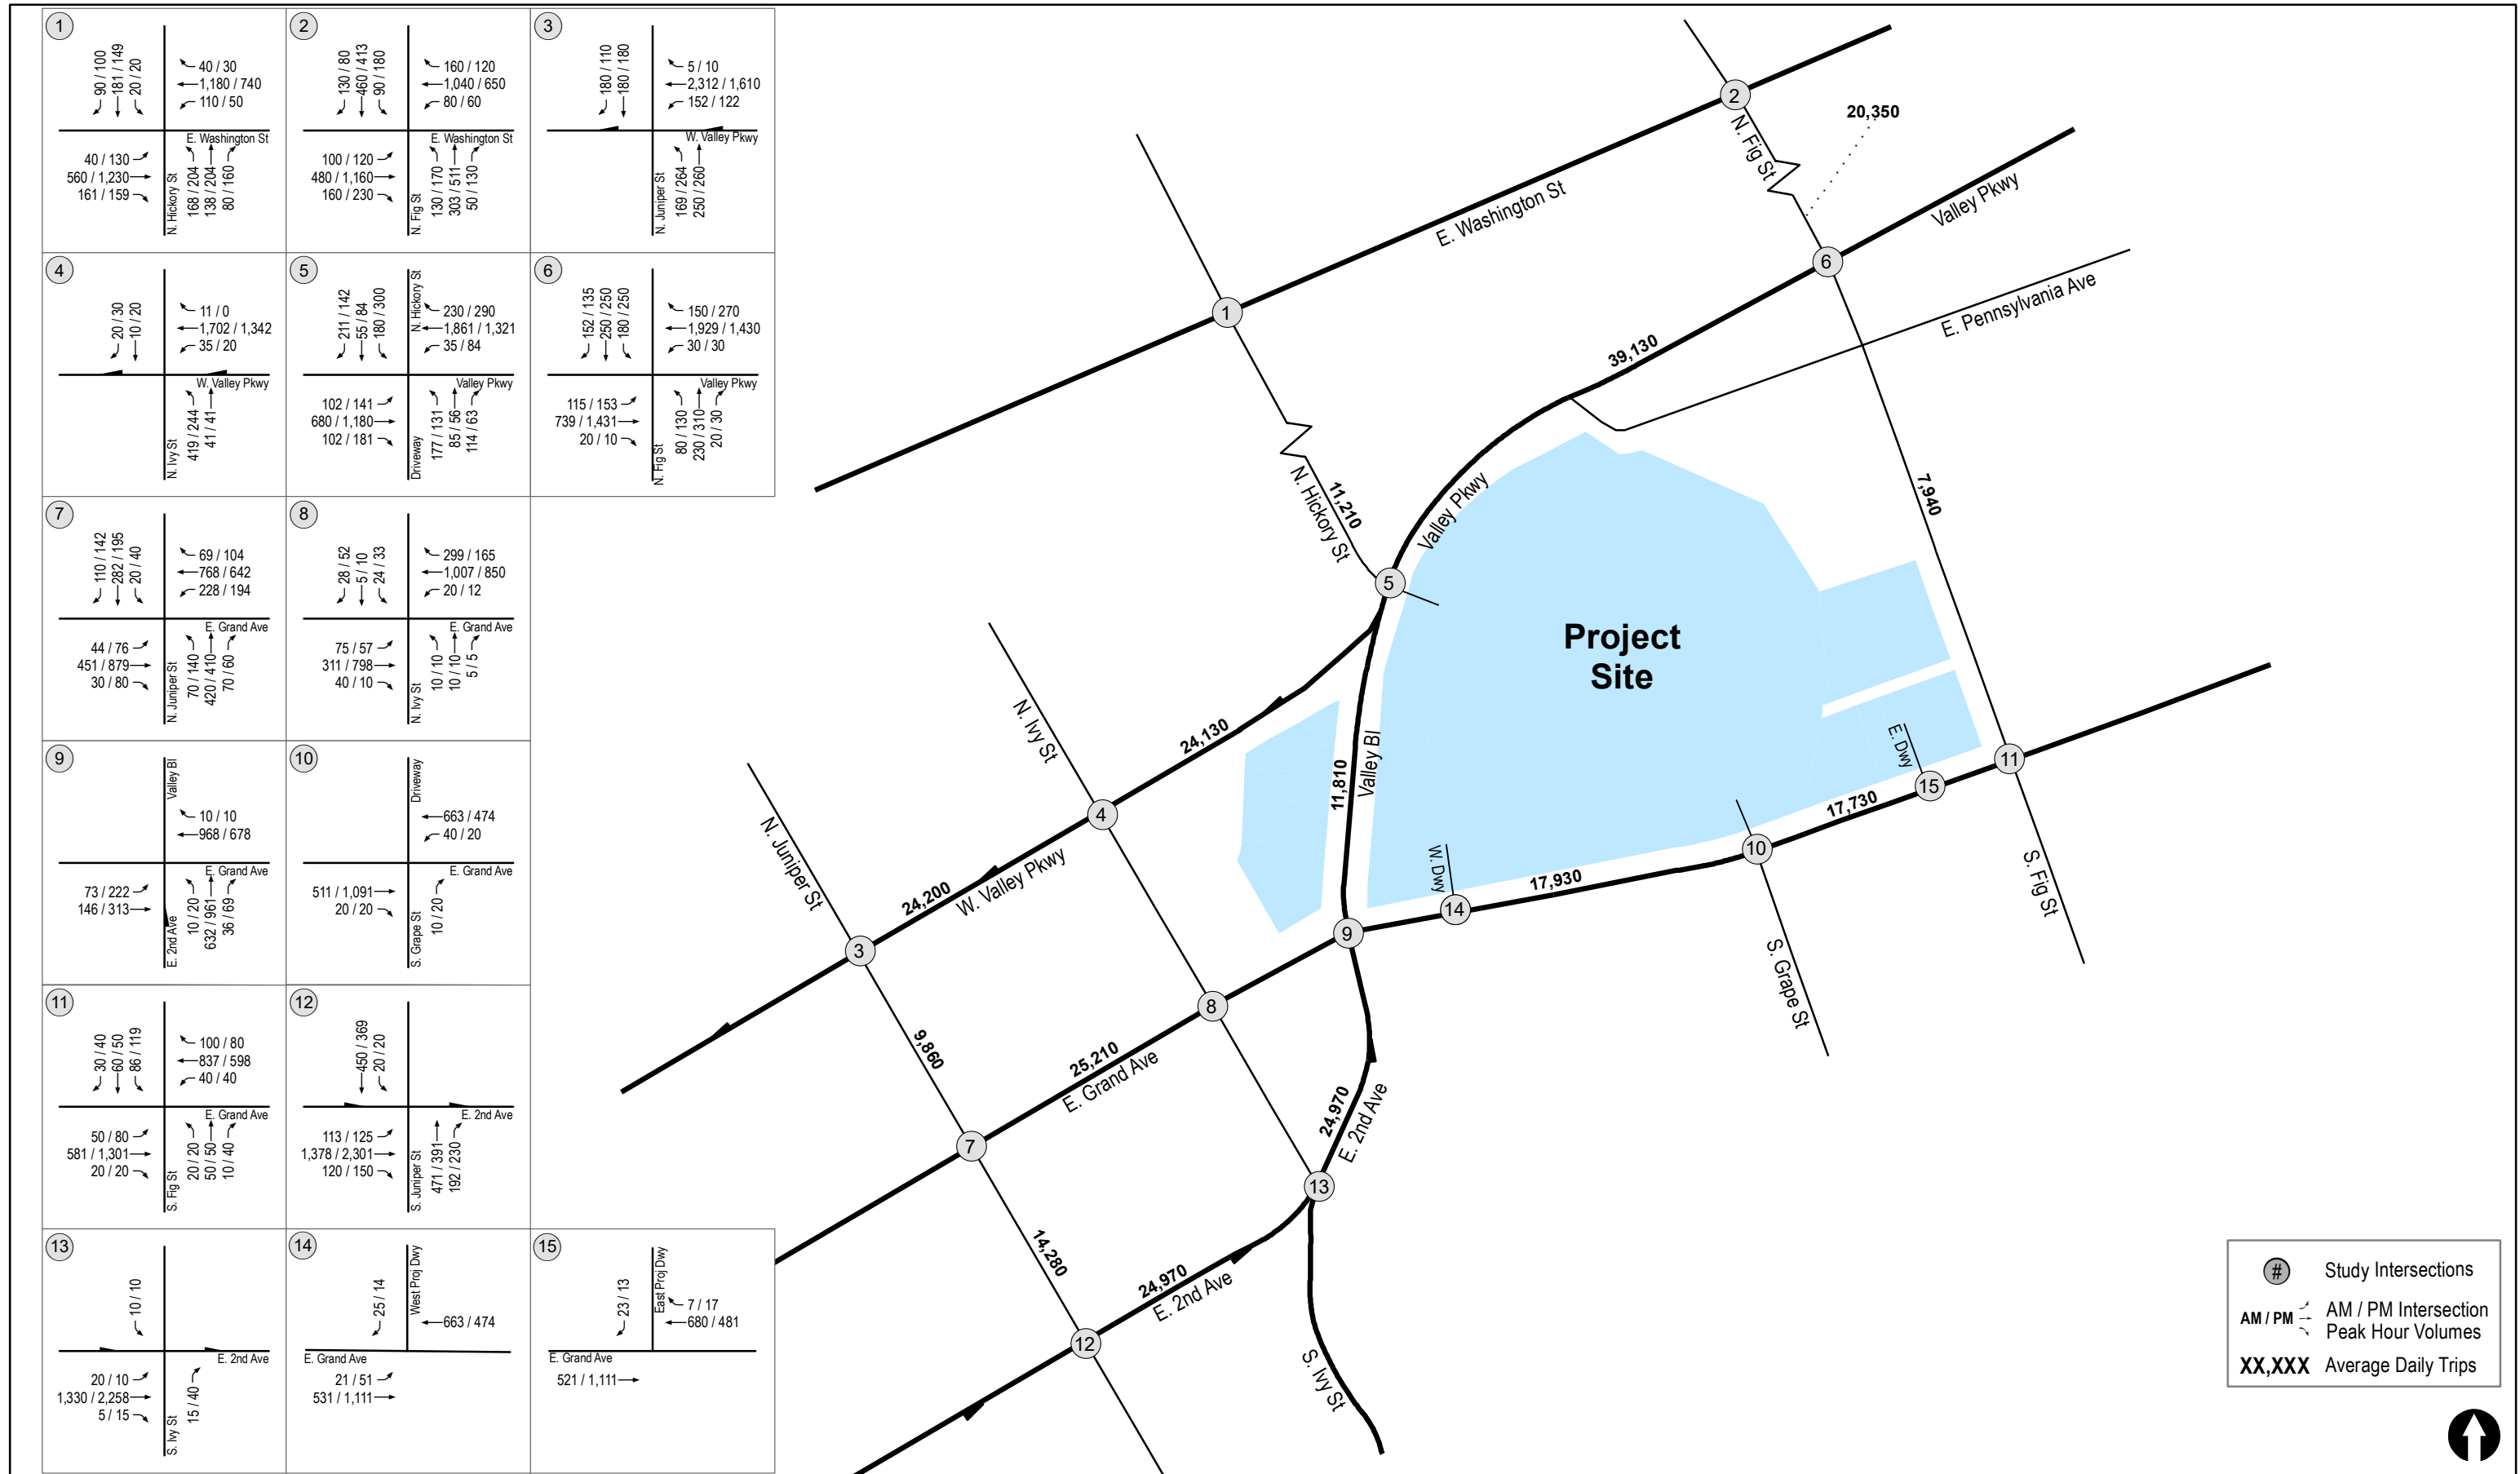 1
90 / 100
181 / 149
20 / 20
40 / 30
1,180 / 740
110 / 50
E. Washington St
40 / 130
560 / 1,230
161 / 159
N. Hickory St
168 / 204
138 / 204
80 / 160
2
130 / 80
460 / 413
90 / 180
160 / 120
1,040 / 650
80 / 60
E. Washington St
100 / 120
480 / 1,160
160 / 230
N. Fig St
130 / 170
303 / 511
50 / 130
3
180 / 110
180 / 180
5 / 10
2,312 / 1,610
152 / 122
W. Valley Pkwy
N. Juniper St
169 / 264
250 / 260
4
20 / 30
10 / 20
11 / 0
1,702 / 1,342
35 / 20
W. Valley Pkwy
N. Ivy St
419 / 244
41 / 41
5
211 / 142
55 / 84
180 / 300
N. Hickory St
230 / 290
1,861 / 1,321
35 / 84
Valley Pkwy
102 / 141
680 / 1,180
102 / 181
Driveway
177 / 131
85 / 56
114 / 63
6
152 / 135
250 / 250
180 / 250
150 / 270
1,929 / 1,430
30 / 30
Valley Pkwy
115 / 153
739 / 1,431
20 / 10
N. Fig St
80 / 130
230 / 310
20 / 30
7
110 / 142
282 / 195
20 / 40
69 / 104
768 / 642
228 / 194
E. Grand Ave
44 / 76
451 / 879
30 / 80
N. Juniper St
70 / 140
420 / 410
70 / 60
8
28 / 52
5 / 10
24 / 33
299 / 165
1,007 / 850
20 / 12
E. Grand Ave
75 / 57
311 / 798
40 / 10
N. Ivy St
10 / 10
10 / 10
5 / 5
9
Valley Bl
10 / 10
968 / 678
E. Grand Ave
73 / 222
146 / 313
E. 2nd Ave
10 / 20
632 / 961
36 / 69
10
Driveway
663 / 474
40 / 20
E. Grand Ave
511 / 1,091
20 / 20
S. Grape St
10 / 20
11
30 / 40
60 / 50
86 / 119
100 / 80
837 / 598
40 / 40
E. Grand Ave
50 / 80
581 / 1,301
20 / 20
S. Fig St
20 / 20
50 / 50
10 / 40
12
450 / 369
20 / 20
E. 2nd Ave
113 / 125
1,378 / 2,301
120 / 150
S. Juniper St
471 / 391
192 / 230
13
10 / 10
E. 2nd Ave
20 / 10
1,330 / 2,258
5 / 15
S. Ivy St
15 / 40
14
25 / 14
West Proj Dwy
663 / 474
E. Grand Ave
21 / 51
531 / 1,111
15
23 / 13
East Proj Dwy
7 / 17
680 / 481
E. Grand Ave
521 / 1,111
2
20,350
N. Fig St
E. Washington St
Valley Pkwy
6
E. Pennsylvania Ave
1
39,130
N. Hickory St
11,210
Valley Pkwy
7,940
5
Project
Site
N. Ivy St
24,130
Valley Bl
11,810
E. Dwy
11
15
17,730
4
N. Juniper St
W. Dwy
10
17,930
S. Fig St
24,200
W. Valley Pkwy
14
9
3
S. Grape St
8
9,860
25,210
E. Grand Ave
24,970
E. 2nd Ave
7
13
14,280
24,970
E. 2nd Ave
12
S. Ivy St
# Study Intersections
AM / PM AM / PM Intersection
Peak Hour Volumes
XX,XXX Average Daily Trips